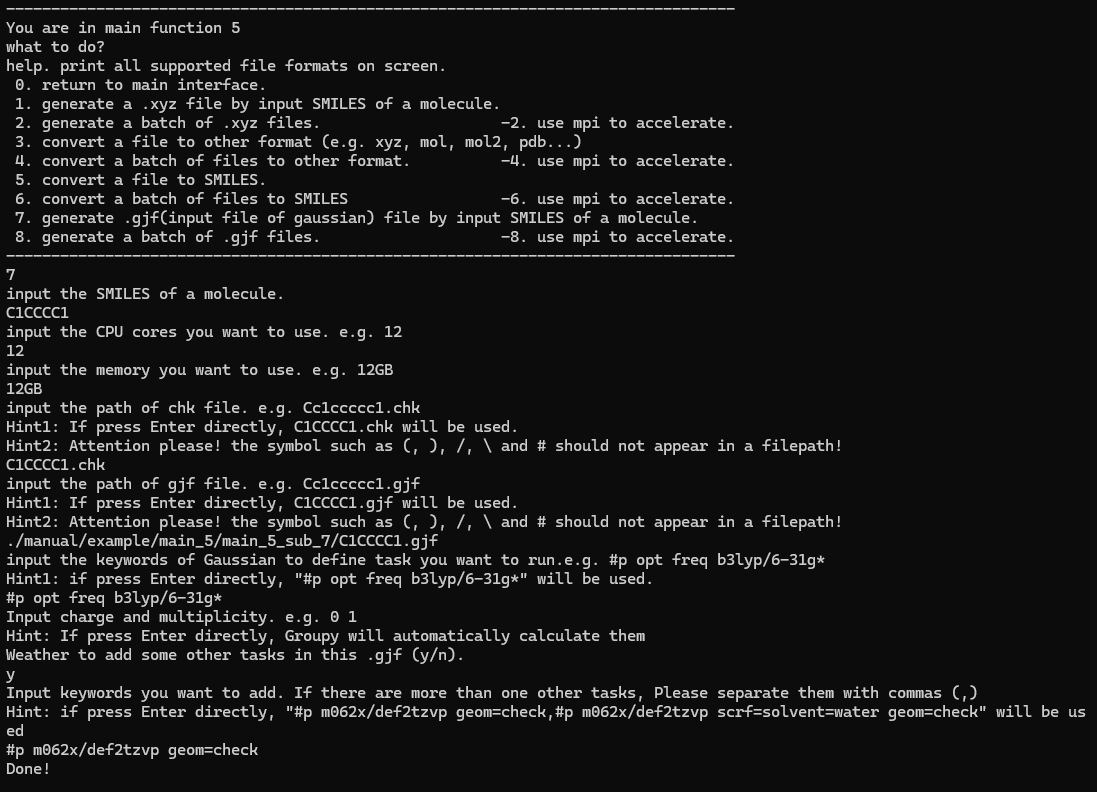 ---------------------------------------------------------------------------------
You are in main function 5
what to do?
help. print all supported file formats on screen.
 0. return to main interface.
 1. generate a .xyz file by input SMILES of a molecule.
 2. generate a batch of .xyz files.                    -2. use mpi to accelerate.
 3. convert a file to other format (e.g. xyz, mol, mol2, pdb...)
 4. convert a batch of files to other format.          -4. use mpi to accelerate.
 5. convert a file to SMILES.
 6. convert a batch of files to SMILES                 -6. use mpi to accelerate.
 7. generate .gjf(input file of gaussian) file by input SMILES of a molecule.
 8. generate a batch of .gjf files.                    -8. use mpi to accelerate.
---------------------------------------------------------------------------------
7
input the SMILES of a molecule.
C1CCCC1
input the CPU cores you want to use. e.g. 12
12
input the memory you want to use. e.g. 12GB
12GB
input the path of chk file. e.g. Cc1ccccc1.chk
Hint1: If press Enter directly, C1CCCC1.chk will be used.
Hint2: Attention please! the symbol such as (, ), /, \ and # should not appear in a filepath!
C1CCCC1.chk
input the path of gjf file. e.g. Cc1ccccc1.gjf
Hint1: If press Enter directly, C1CCCC1.gjf will be used.
Hint2: Attention please! the symbol such as (, ), /, \ and # should not appear in a filepath!
./manual/example/main_5/main_5_sub_7/C1CCCC1.gjf
input the keywords of Gaussian to define task you want to run.e.g. #p opt freq b3lyp/6-31g*
Hint1: if press Enter directly, "#p opt freq b3lyp/6-31g*" will be used.
#p opt freq b3lyp/6-31g*
Input charge and multiplicity. e.g. 0 1
Hint: If press Enter directly, Groupy will automatically calculate them
Weather to add some other tasks in this .gjf (y/n).
y
Input keywords you want to add. If there are more than one other tasks, Please separate them with commas (,)
Hint: if press Enter directly, "#p m062x/def2tzvp geom=check,#p m062x/def2tzvp scrf=solvent=water geom=check" will be us
ed
#p m062x/def2tzvp geom=check
Done!